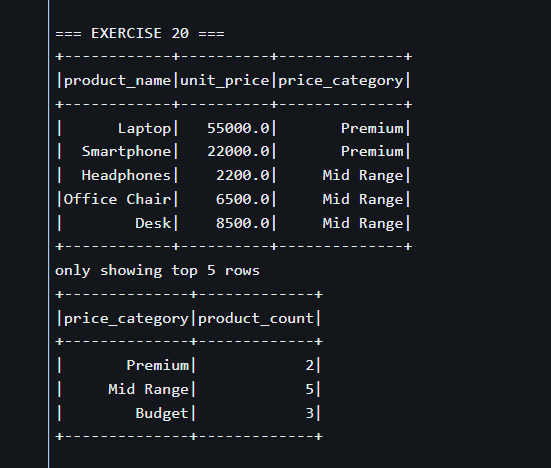 === EXERCISE 20 ===
+------------+----------+--------------+
|product_name|unit_price|price_category|
+------------+----------+--------------+
|      Laptop|   55000.0|       Premium|
|  Smartphone|   22000.0|       Premium|
|  Headphones|    2200.0|     Mid Range|
|Office Chair|    6500.0|     Mid Range|
|        Desk|    8500.0|     Mid Range|
+------------+----------+--------------+
only showing top 5 rows
+--------------+-------------+
|price_category|product_count|
+--------------+-------------+
|       Premium|            2|
|     Mid Range|            5|
|        Budget|            3|
+--------------+-------------+